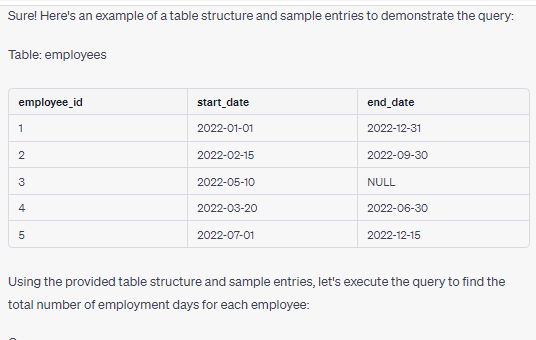 Sure! Here's an example of a table structure and sample entries to demonstrate the query:
Table: employees
employee_id start_date end_date
1 2022-01-01 2022-12-31
2 2022-02-15 2022-09-30
3 2022-05-10 NULL
4 2022-03-20 2022-06-30
5 2022-07-01 2022-12-15
Using the provided table structure and sample entries, let's execute the query to find the
total number of employment days for each employee: